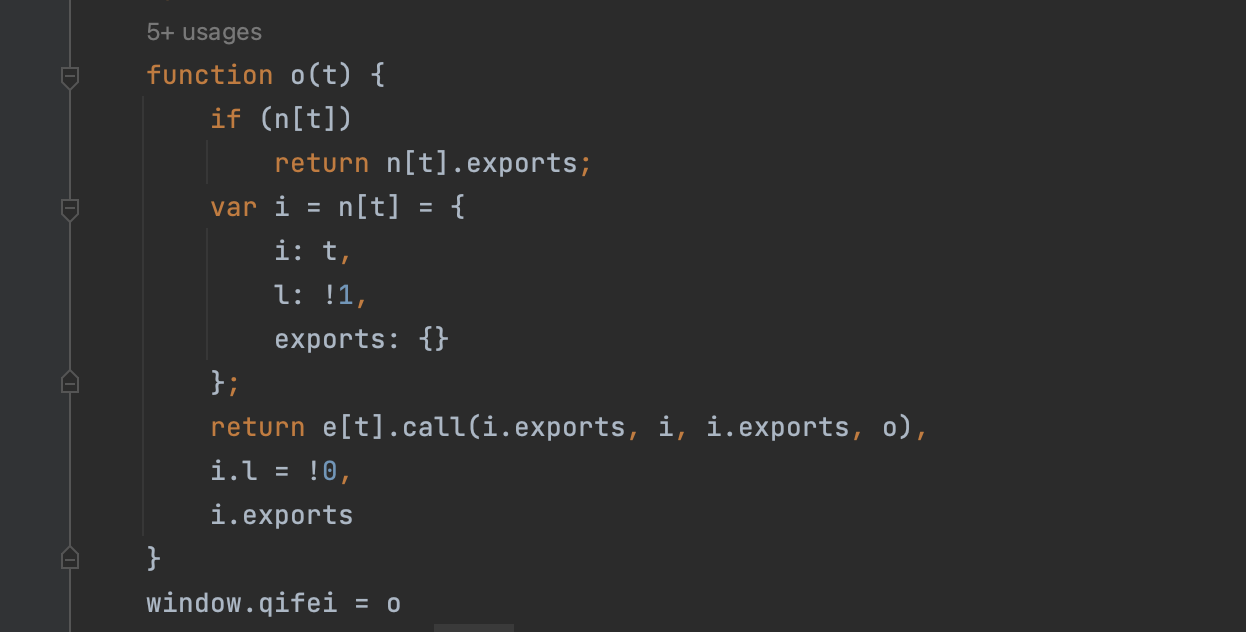 5+ usages
function o(t) {
if (n[t])
return n[t].exports;
var i = n[t] = {
i: t,
l: !1,
exports: {}
};
return e[t].call(i.exports, i, i.exports, o),
i.l = !0,
i.exports
}
window.qifei = o